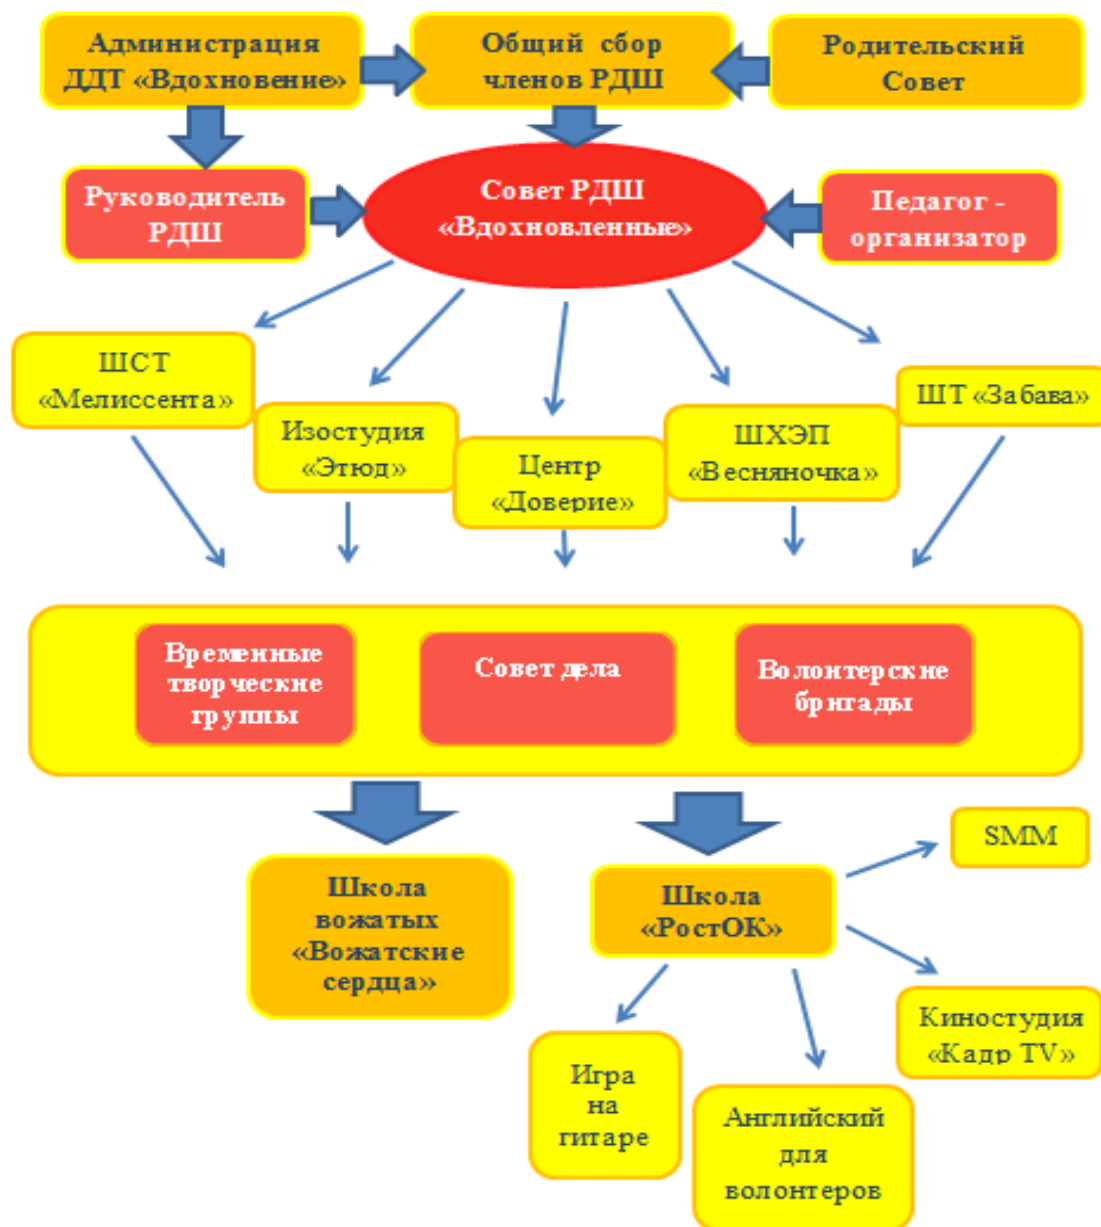 Администрация
ДДТ «Вдохновение»
Общий сбор
членов РДШ
Родительский
Совет
Руководитель
РДШ
Совет РДШ
«Вдохновленные»
Педагог -
организатор
ШСТ
«Мелиссента»
Изостудия
«Этюд»
Центр
«Доверие»
ШХЭП
«Весняночка»
ШТ «Забава»
Временные
творческие
группы
Совет дела
Волонтерские
бригады
Школа
вожатых
«Вожатские
сердца»
Школа
«РостОК»
SMM
Киностудия
«Кадр TV»
Игра
на
гитаре
Английский
для
волонтеров